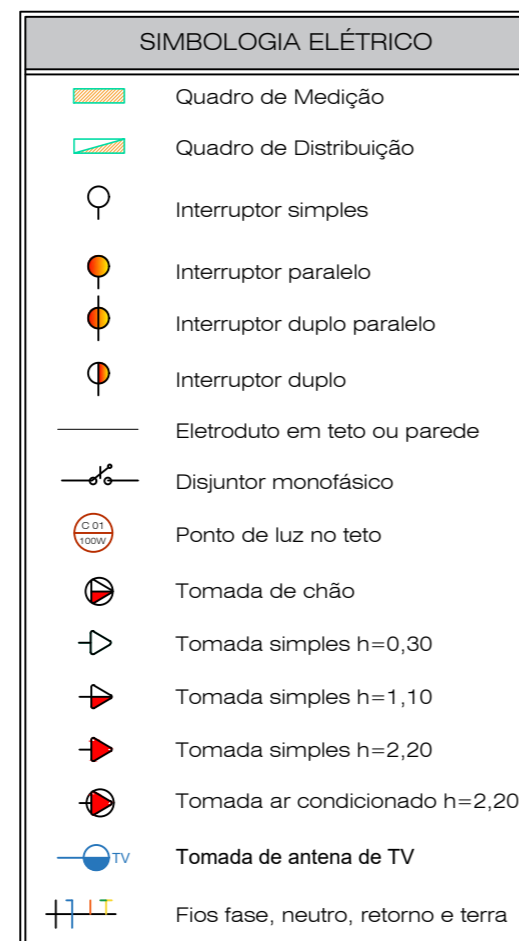 SIMBOLOGIA ELÉTRICO
Quadro de Medição
Quadro de Distribuição
Interruptor simples
Interruptor paralelo
Interruptor duplo paralelo
Interruptor duplo
Eletroduto em teto ou parede
Disjuntor monofásico
C 01
100W
Ponto de luz no teto
Tomada de chão
Tomada simples h=0,30
Tomada simples h=1,10
Tomada simples h=2,20
Tomada ar condicionado h=2,20
TV
Tomada de antena de TV
Fios fase, neutro, retorno e terra